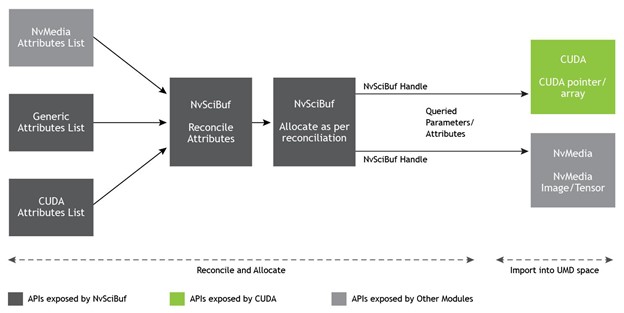 NvMedia
Attributes List
Generic
Attributes List
CUDA
Attributes List
NvSciBuf
Reconcile
Attributes
NvSciBuf
Allocate as per
reconciliation
NvSciBuf Handle
Queried
Parameters/
Attributes
NvSciBuf Handle
CUDA
CUDA pointer/
array
NvMedia
NvMedia
Image/Tensor
Reconcile and Allocate
Import into UMD space
APIs exposed by NvSciBuf
APIs exposed by CUDA
APIs exposed by Other Modules